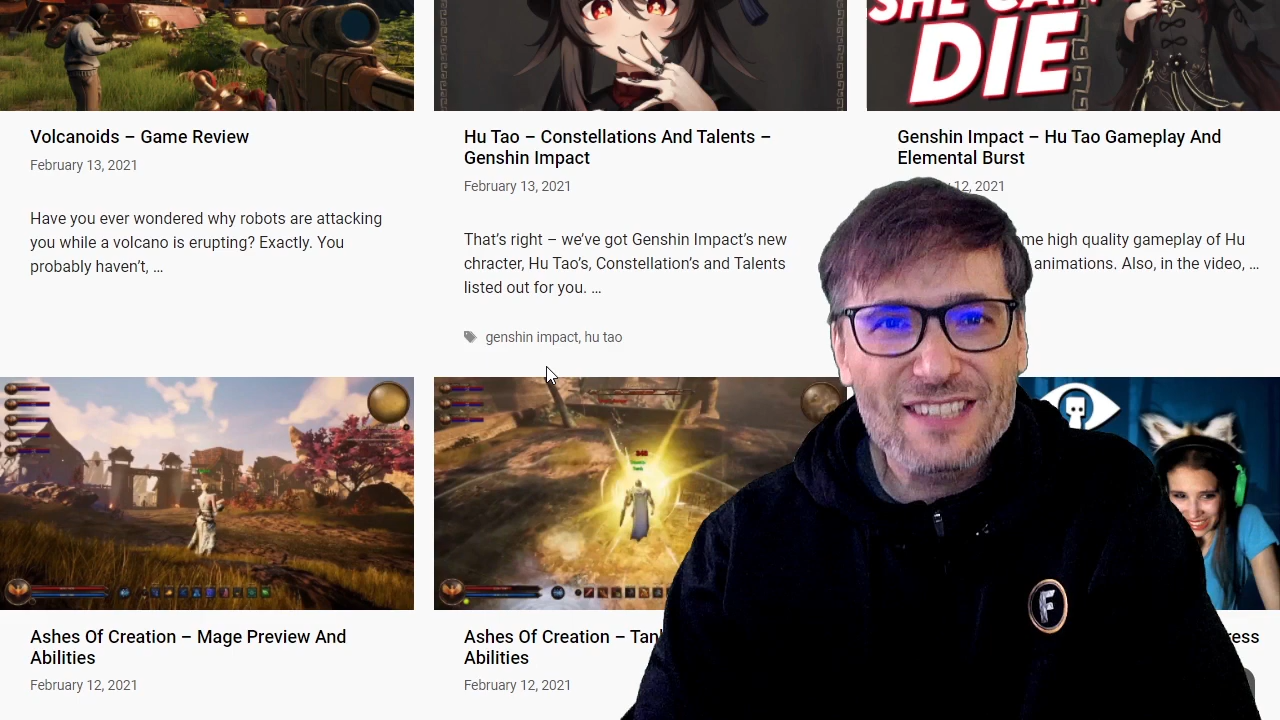 SHE CAN
DIE
Volcanoids – Game Review
February 13, 2021
Have you ever wondered why robots are attacking
you while a volcano is erupting? Exactly. You
probably haven’t, …
Hu Tao – Constellations And Talents –
Genshin Impact
February 13, 2021
That’s right – we’ve got Genshin Impact’s new
chracter, Hu Tao’s, Constellation’s and Talents
listed out for you. …
genshin impact, hu tao
Genshin Impact – Hu Tao Gameplay And
Elemental Burst
12, 2021
high quality gameplay of Hu
animations. Also, in the video, …
Ashes Of Creation – Mage Preview And
Abilities
February 12, 2021
Ashes Of Creation –
Abilities
February 12, 2021
F